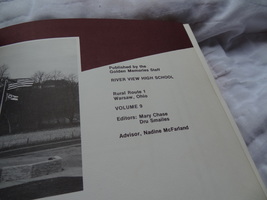 Published by the
Golden Memories Staff
RIVER VIEW HIGH SCHOOL
Rural Route 1
Warsaw, Ohio
VOLUME 9
Editors: Mary Chase
Stu Smailes
Advisor, Nadine McFarland